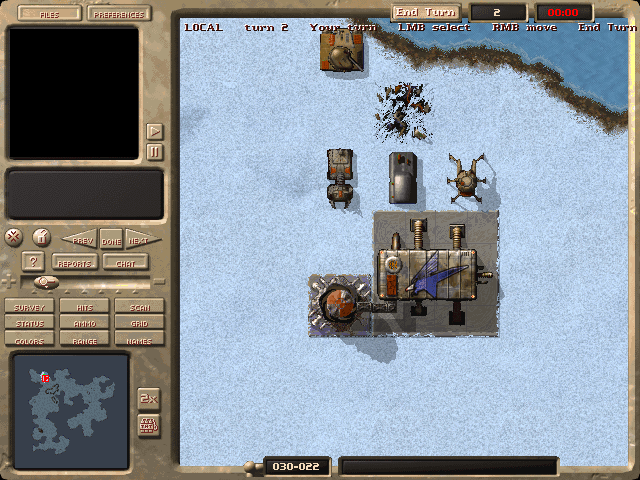 FILES PREFERENCES End Turn 2 00:00
LOCAL turn 2 Your turn LMB select RMB move End Turn
PREV DONE NEXT
? REPORTS CHAT
SURVEY HITS SCAN
STATUS AMMO GRID
COLORS RANGE NAMES
2x
030-022